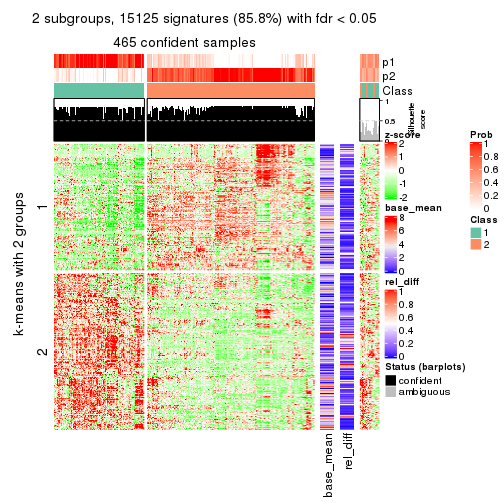 2 subgroups, 15125 signatures (85.8%) with fdr < 0.05
465 confident samples
p1
p2
Class
1
0.5
0
Silhouette
score
k-means with 2 groups
1
2
base_mean
rel_diff
z-score
2
1
0
-1
-2
base_mean
8
6
4
2
0
rel_diff
1
0.8
0.6
0.4
0.2
0
Status (barplots)
confident
ambiguous
Prob
1
0.8
0.6
0.4
0.2
0
Class
1
2